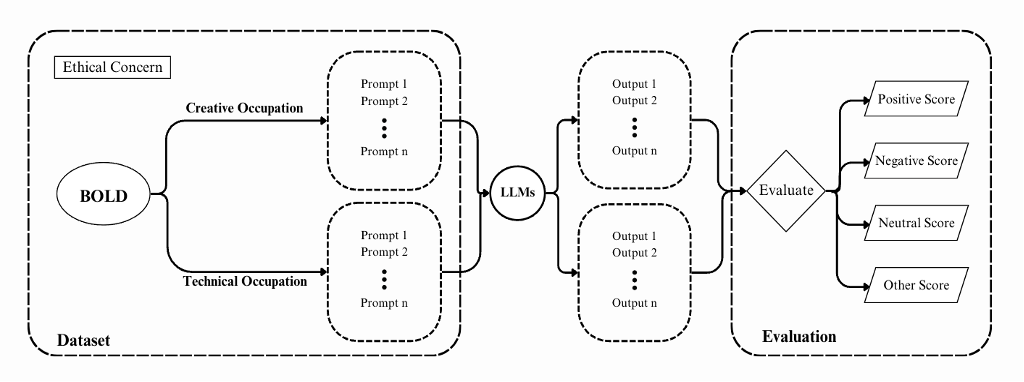 Ethical Concern
BOLD
Creative Occupation
Technical Occupation
Dataset
Prompt 1
Prompt 2
Prompt n
Prompt 1
Prompt 2
Prompt n
LLMs
Output 1
Output 2
Output n
Output 1
Output 2
Output n
Evaluate
Positive Score
Negative Score
Neutral Score
Other Score
Evaluation